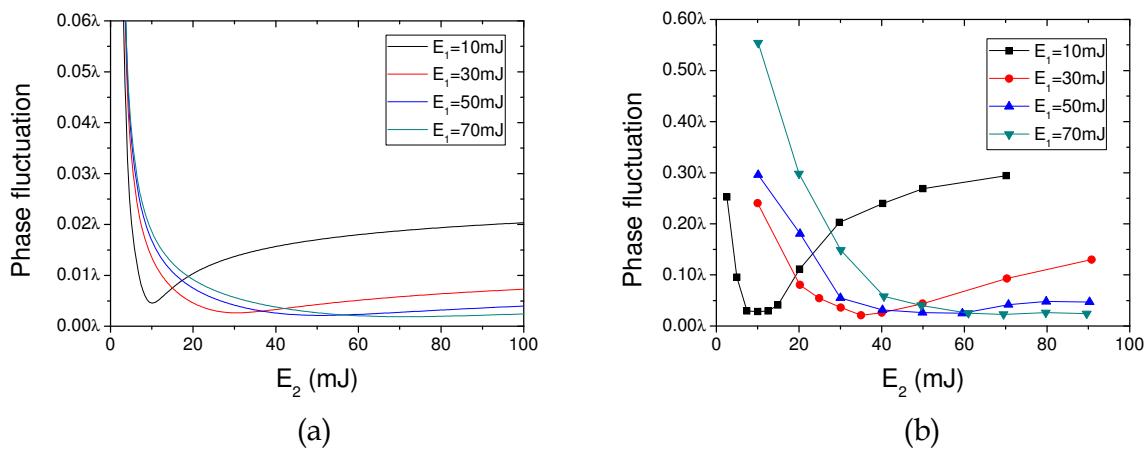 0.06λ
0.05λ
0.04λ
0.03λ
0.02λ
0.01λ
0.00λ
Phase fluctuation
0 20 40 60 80 100
E₂ (mJ)
E₁=10mJ
E₁=30mJ
E₁=50mJ
E₁=70mJ
(a)
0.60λ
0.50λ
0.40λ
0.30λ
0.20λ
0.10λ
0.00λ
Phase fluctuation
0 20 40 60 80 100
E₂ (mJ)
E₁=10mJ
E₁=30mJ
E₁=50mJ
E₁=70mJ
(b)